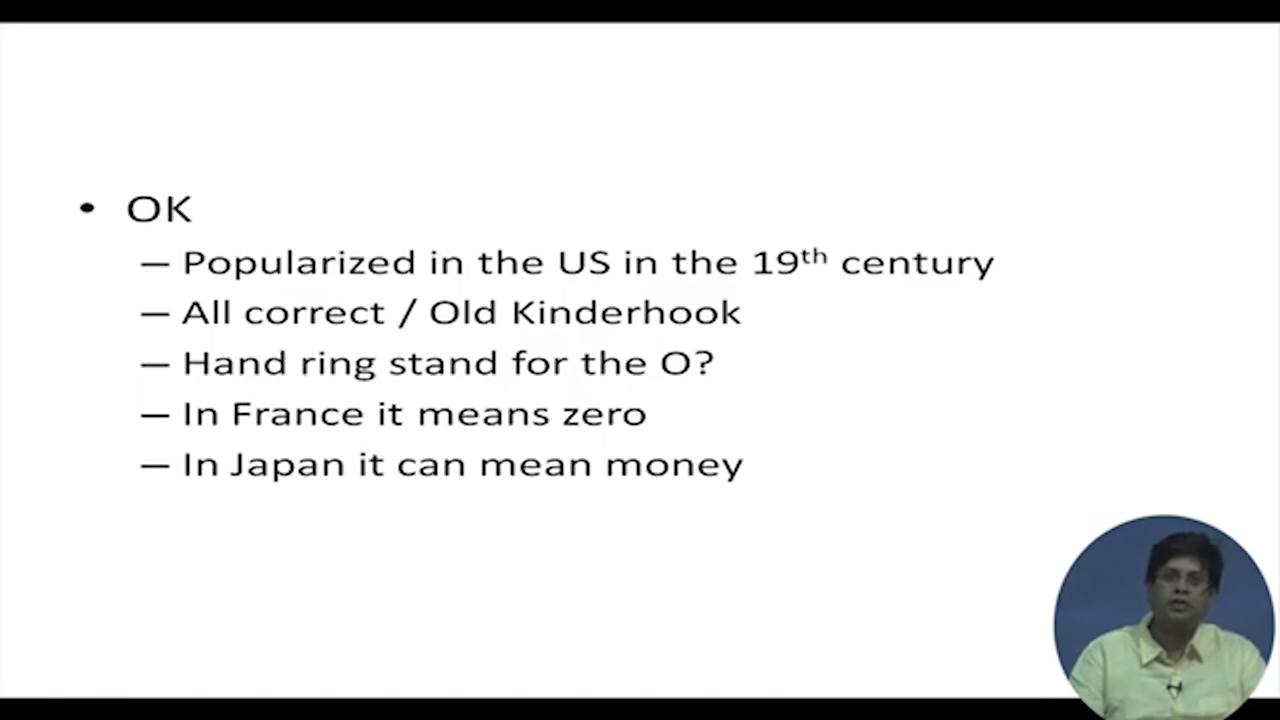 • OK
– Popularized in the US in the 19th century
– All correct / Old Kinderhook
– Hand ring stand for the O?
– In France it means zero
– In Japan it can mean money